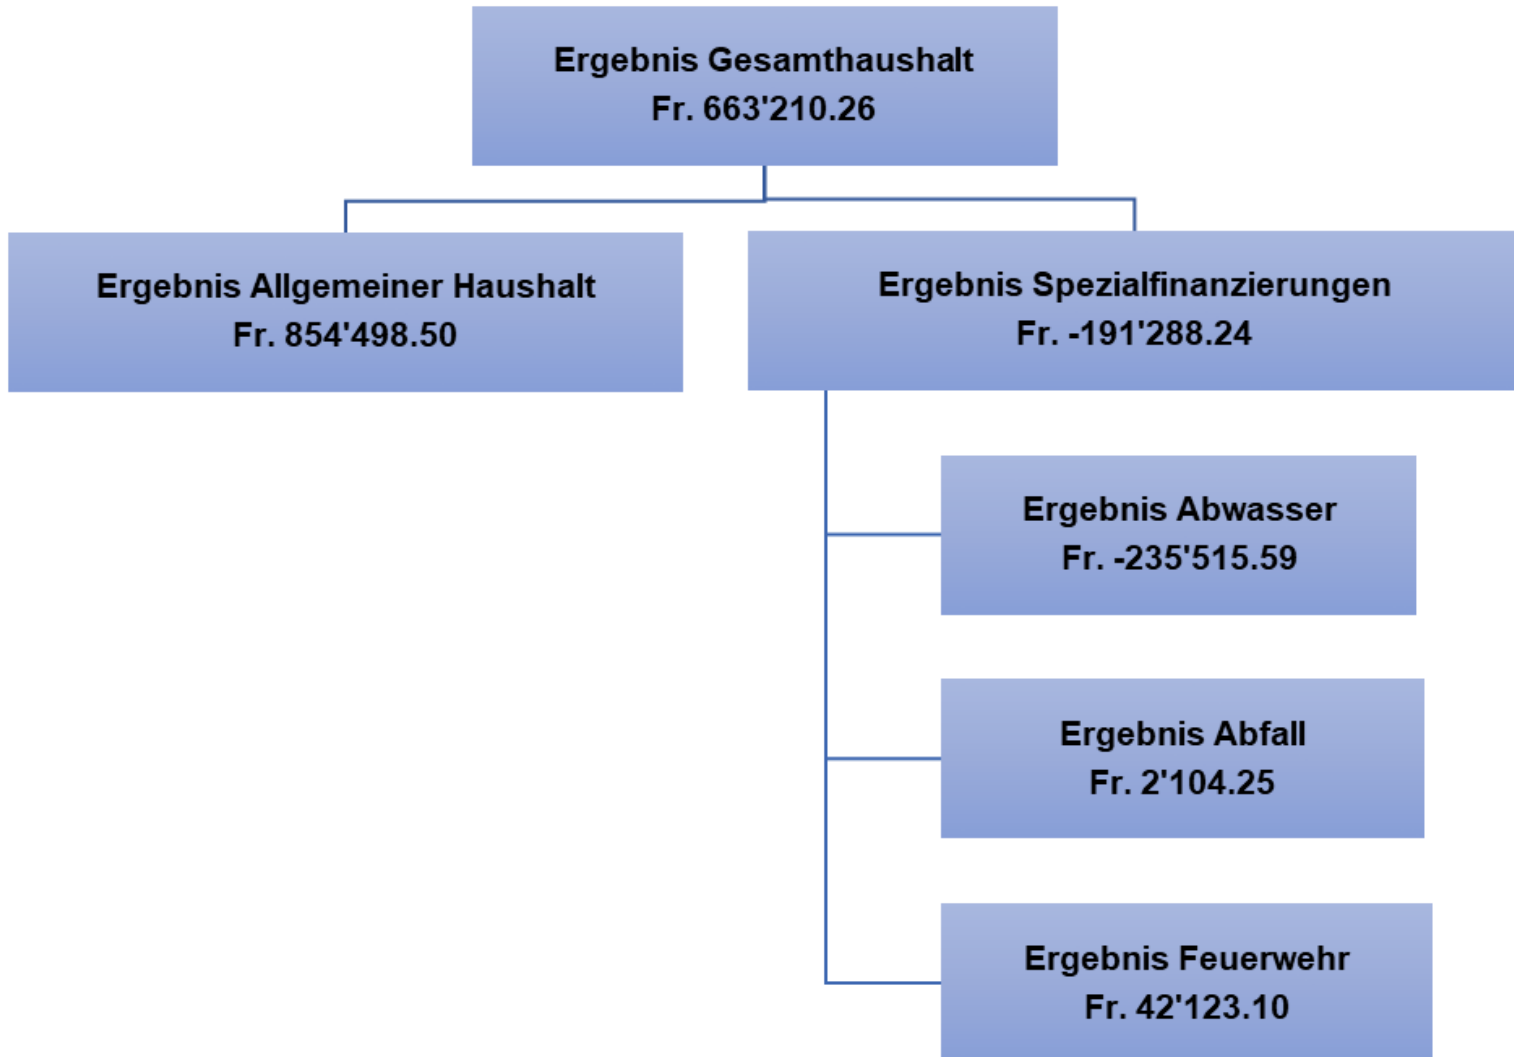 Ergebnis Gesamthaushalt
Fr. 663'210.26
Ergebnis Allgemeiner Haushalt
Fr. 854'498.50
Ergebnis Spezialfinanzierungen
Fr. -191'288.24
Ergebnis Abwasser
Fr. -235'515.59
Ergebnis Abfall
Fr. 2'104.25
Ergebnis Feuerwehr
Fr. 42'123.10